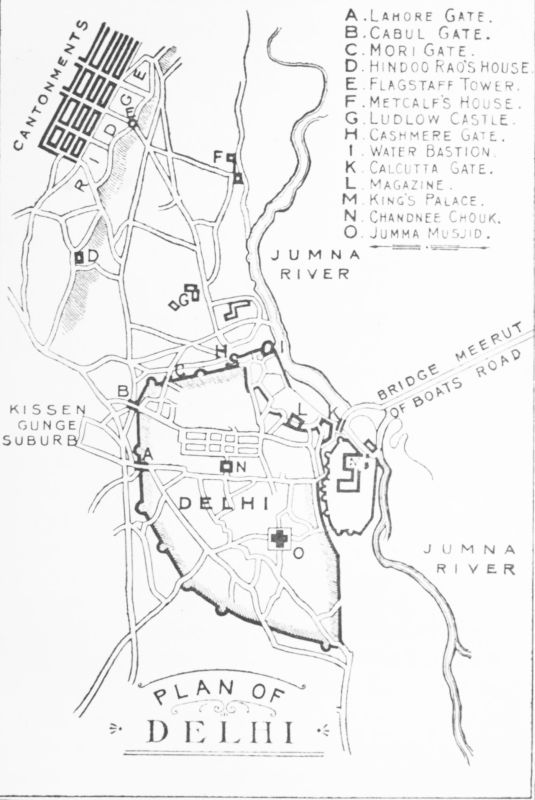 A. LAHORE GATE.
B. CABUL GATE.
C. MORI GATE.
D. HINDOO RAO'S HOUSE.
E. FLAGSTAFF TOWER.
F. METCALF'S HOUSE.
G. LUDLOW CASTLE.
H. CASHMERE GATE.
I. WATER BASTION.
K. CALCUTTA GATE.
L. MAGAZINE.
M. KING'S PALACE.
N. CHANDNEE CHOUK.
O. JUMMA MUSJID.
CANTONMENTS
RIDGE
E
F
D
G
JUMNA
RIVER
H
I
C
B
BRIDGE MEERUT
OF BOATS ROAD
KISSEN
GUNGE
SUBURB
L
K
A
N
M
DELHI
O
JUMNA
RIVER
PLAN OF
DELHI